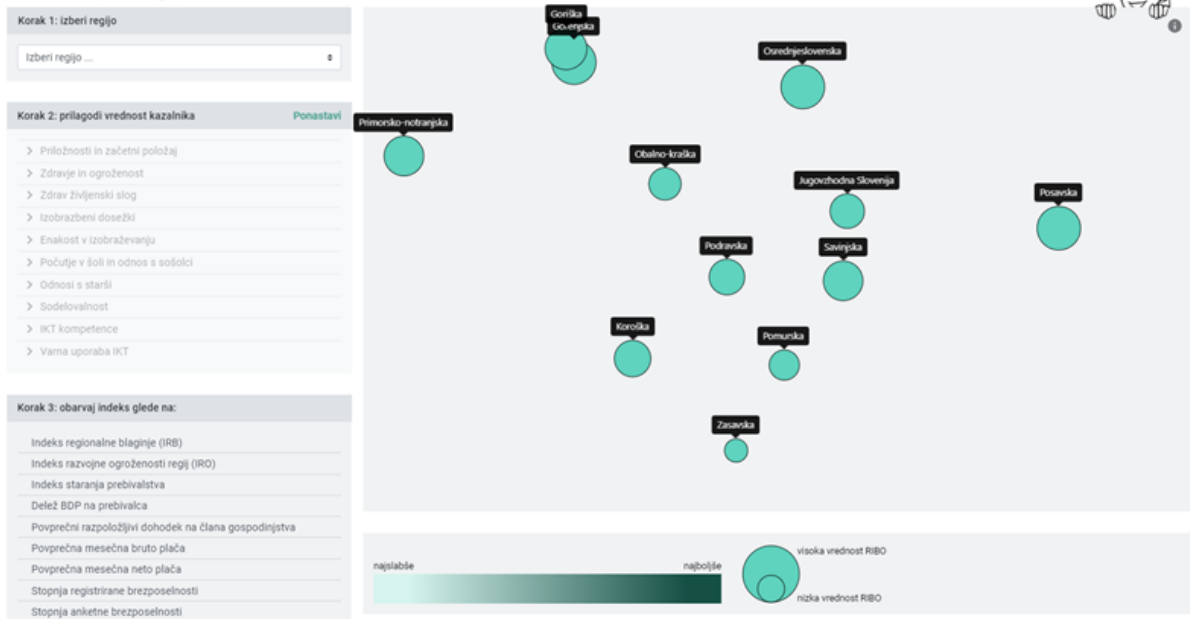 Korak 1: izberi regijo
Izberi regijo ...
Korak 2: prilagodi vrednost kazalnika
Ponastavi
Priložnosti in začetni položaj
Zdravje in ogroženost
Zdrav življenski slog
Izobrazbeni dosežki
Enakost v izobraževanju
Počutje v šoli in odnos s sošolci
Odnosi s starši
Sodelovalnost
IKT kompetence
Varna uporaba IKT
Korak 3: obarvaj indeks glede na:
Indeks regionalne blaginje (IRB)
Indeks razvojne ogroženosti regij (IRO)
Indeks staranja prebivalstva
Delež BDP na prebivalca
Povprečni razpoložljivi dohodek na člana gospodinjstva
Povprečna mesečna bruto plača
Povprečna mesečna neto plača
Stopnja registrirane brezposelnosti
Stopnja anketne brezposelnosti
Goriška
Gorenjska
Osrednjeslovenska
Primorsko-notranjska
Obalno-kraška
Jugovzhodna Slovenija
Posavska
Podravska
Savinjska
Koroška
Pomurska
Zasavska
najslabše
najboljše
visoka vrednost RIBO
nizka vrednost RIBO